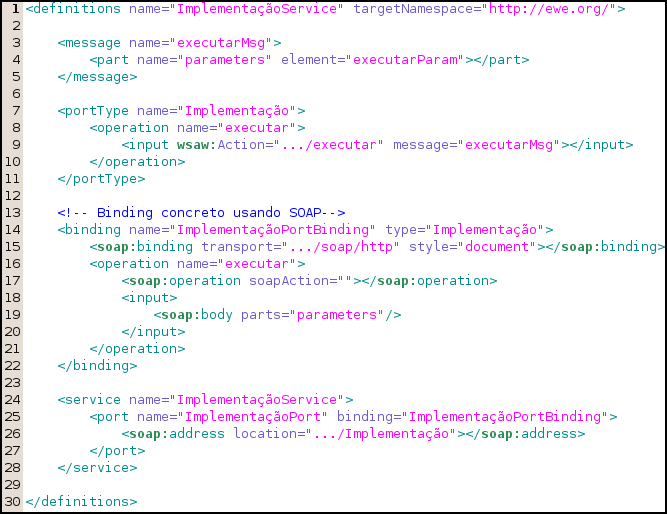 1 <definitions name="ImplementaçãoService" targetNamespace="http://ewe.org/">
2
3     <message name="executarMsg">
4         <part name="parameters" element="executarParam"></part>
5     </message>
6
7     <portType name="Implementação">
8         <operation name="executar">
9             <input wsaw:Action=".../executar" message="executarMsg"></input>
10         </operation>
11     </portType>
12
13     <!-- Binding concreto usando SOAP-->
14     <binding name="ImplementaçãoPortBinding" type="Implementação">
15         <soap:binding transport=".../soap/http" style="document"></soap:binding>
16         <operation name="executar">
17             <soap:operation soapAction=""></soap:operation>
18             <input>
19                 <soap:body parts="parameters"/>
20             </input>
21         </operation>
22     </binding>
23
24     <service name="ImplementaçãoService">
25         <port name="ImplementaçãoPort" binding="ImplementaçãoPortBinding">
26             <soap:address location=".../Implementação"></soap:address>
27         </port>
28     </service>
29
30 </definitions>